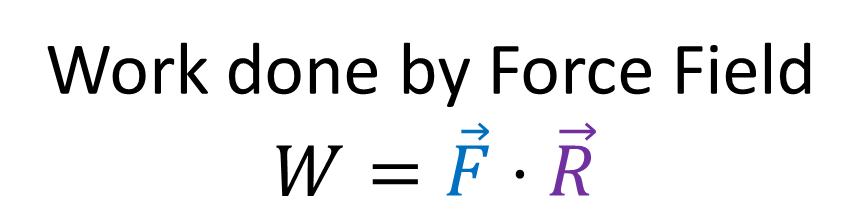 Work done by Force Field
𝑊 = 𝐹⃗ · 𝑅⃗